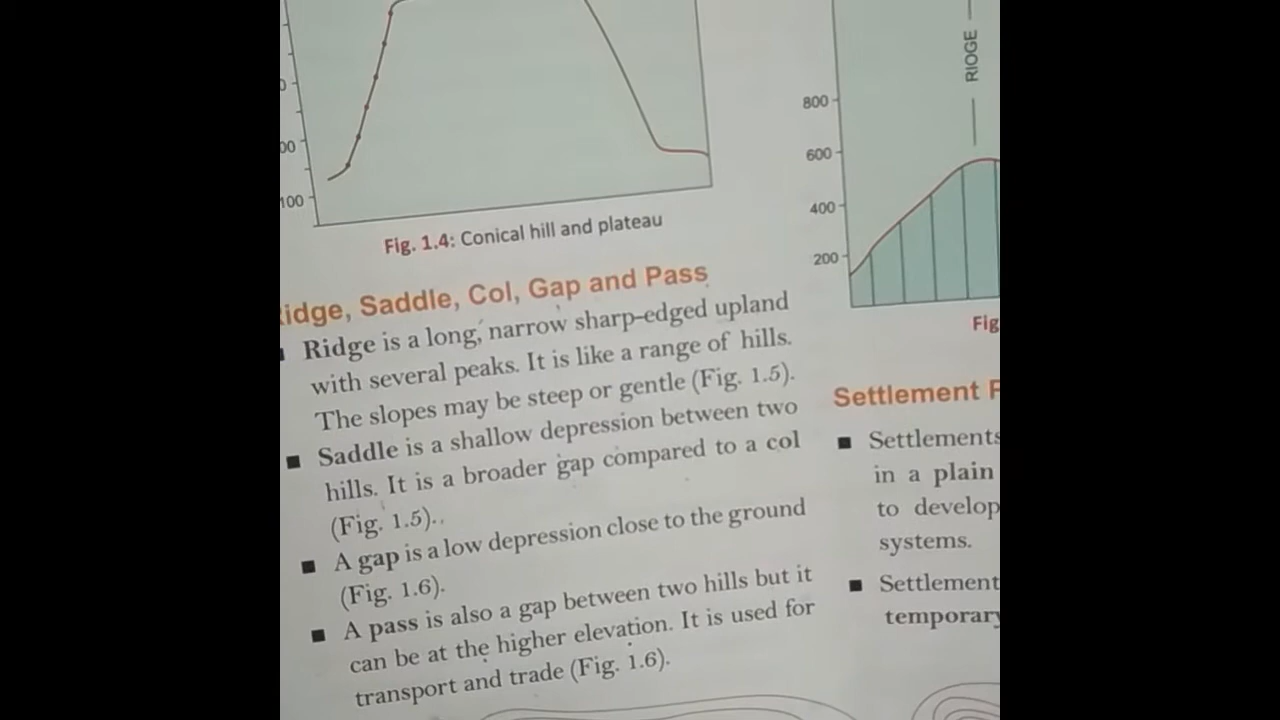 00
100
Fig. 1.4: Conical hill and plateau
Ridge, Saddle, Col, Gap and Pass
■ Ridge is a long, narrow sharp-edged upland
with several peaks. It is like a range of hills.
The slopes may be steep or gentle (Fig. 1.5).
■ Saddle is a shallow depression between two
hills. It is a broader gap compared to a col
(Fig. 1.5).
■ A gap is a low depression close to the ground
(Fig. 1.6).
■ A pass is also a gap between two hills but it
can be at the higher elevation. It is used for
transport and trade (Fig. 1.6).
RIOGE
800
600
400
200
Fig
Settlement
■ Settlements
in a plain
to develop
systems.
■ Settlement
temporary